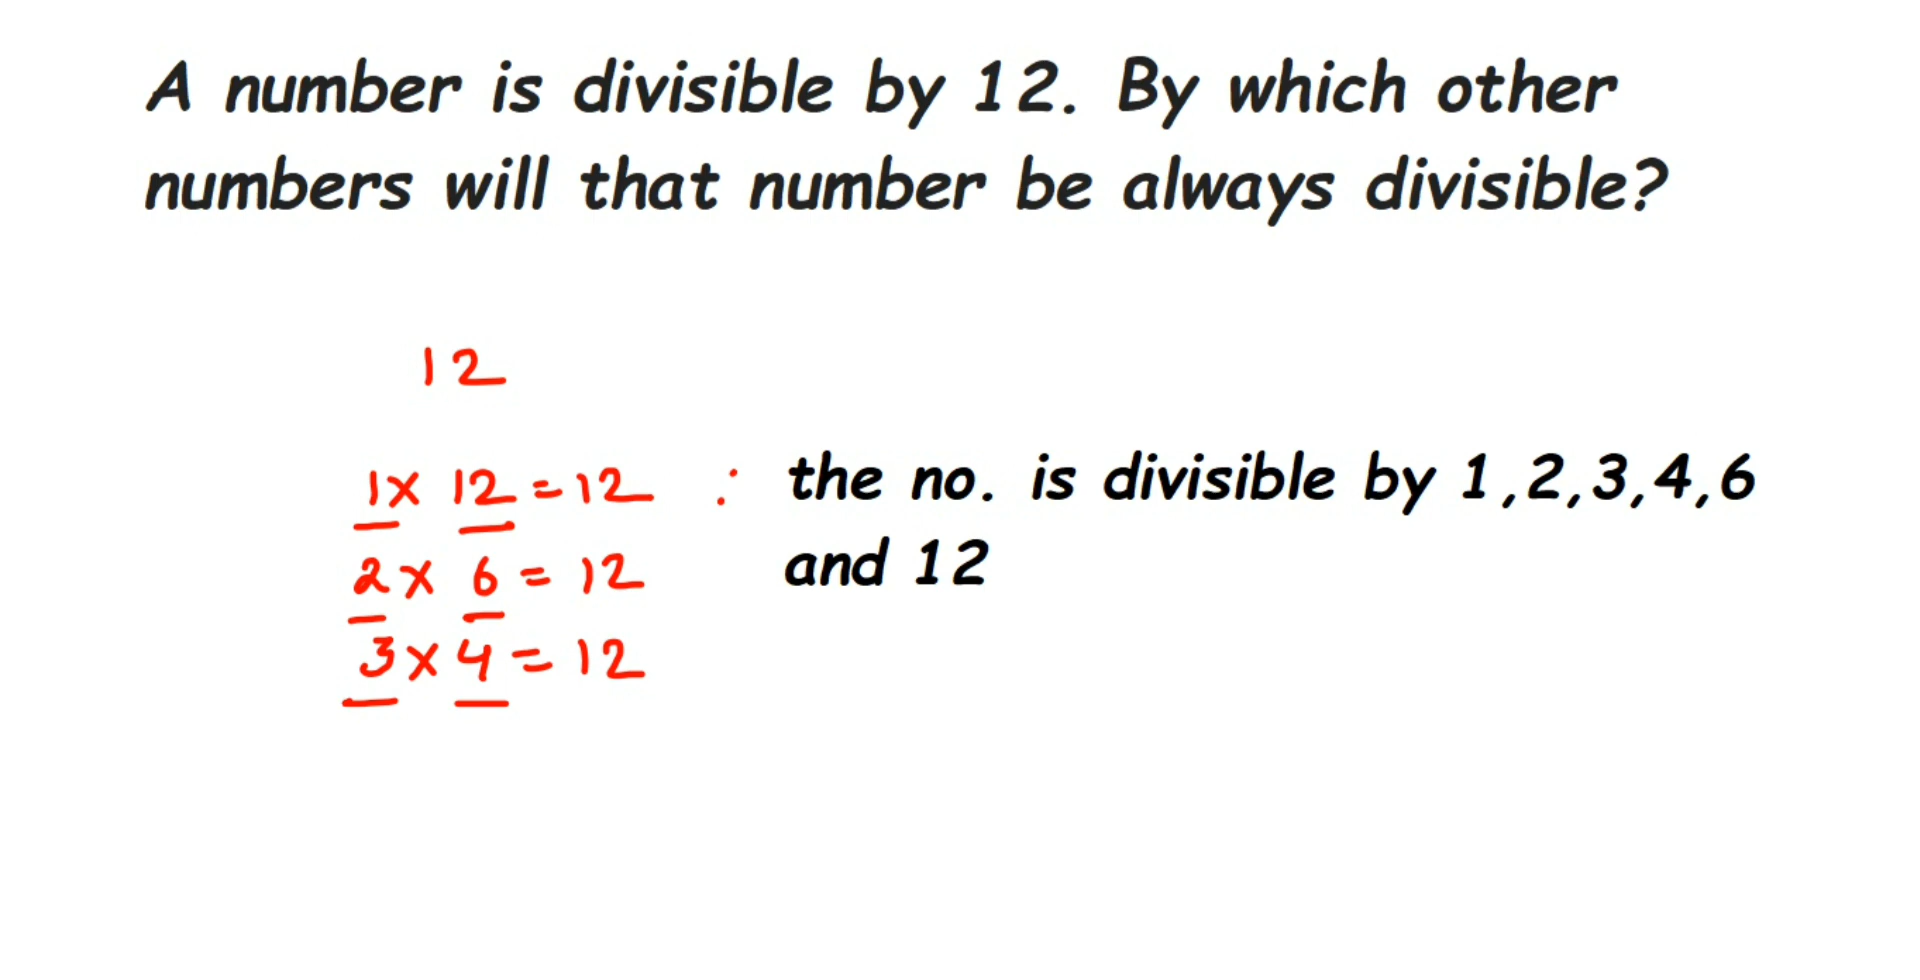 A number is divisible by 12. By which other
numbers will that number be always divisible?
12
1x 12 = 12 ⋰ the no. is divisible by 1,2,3,4,6
and 12
2x 6 = 12
3x 4 = 12